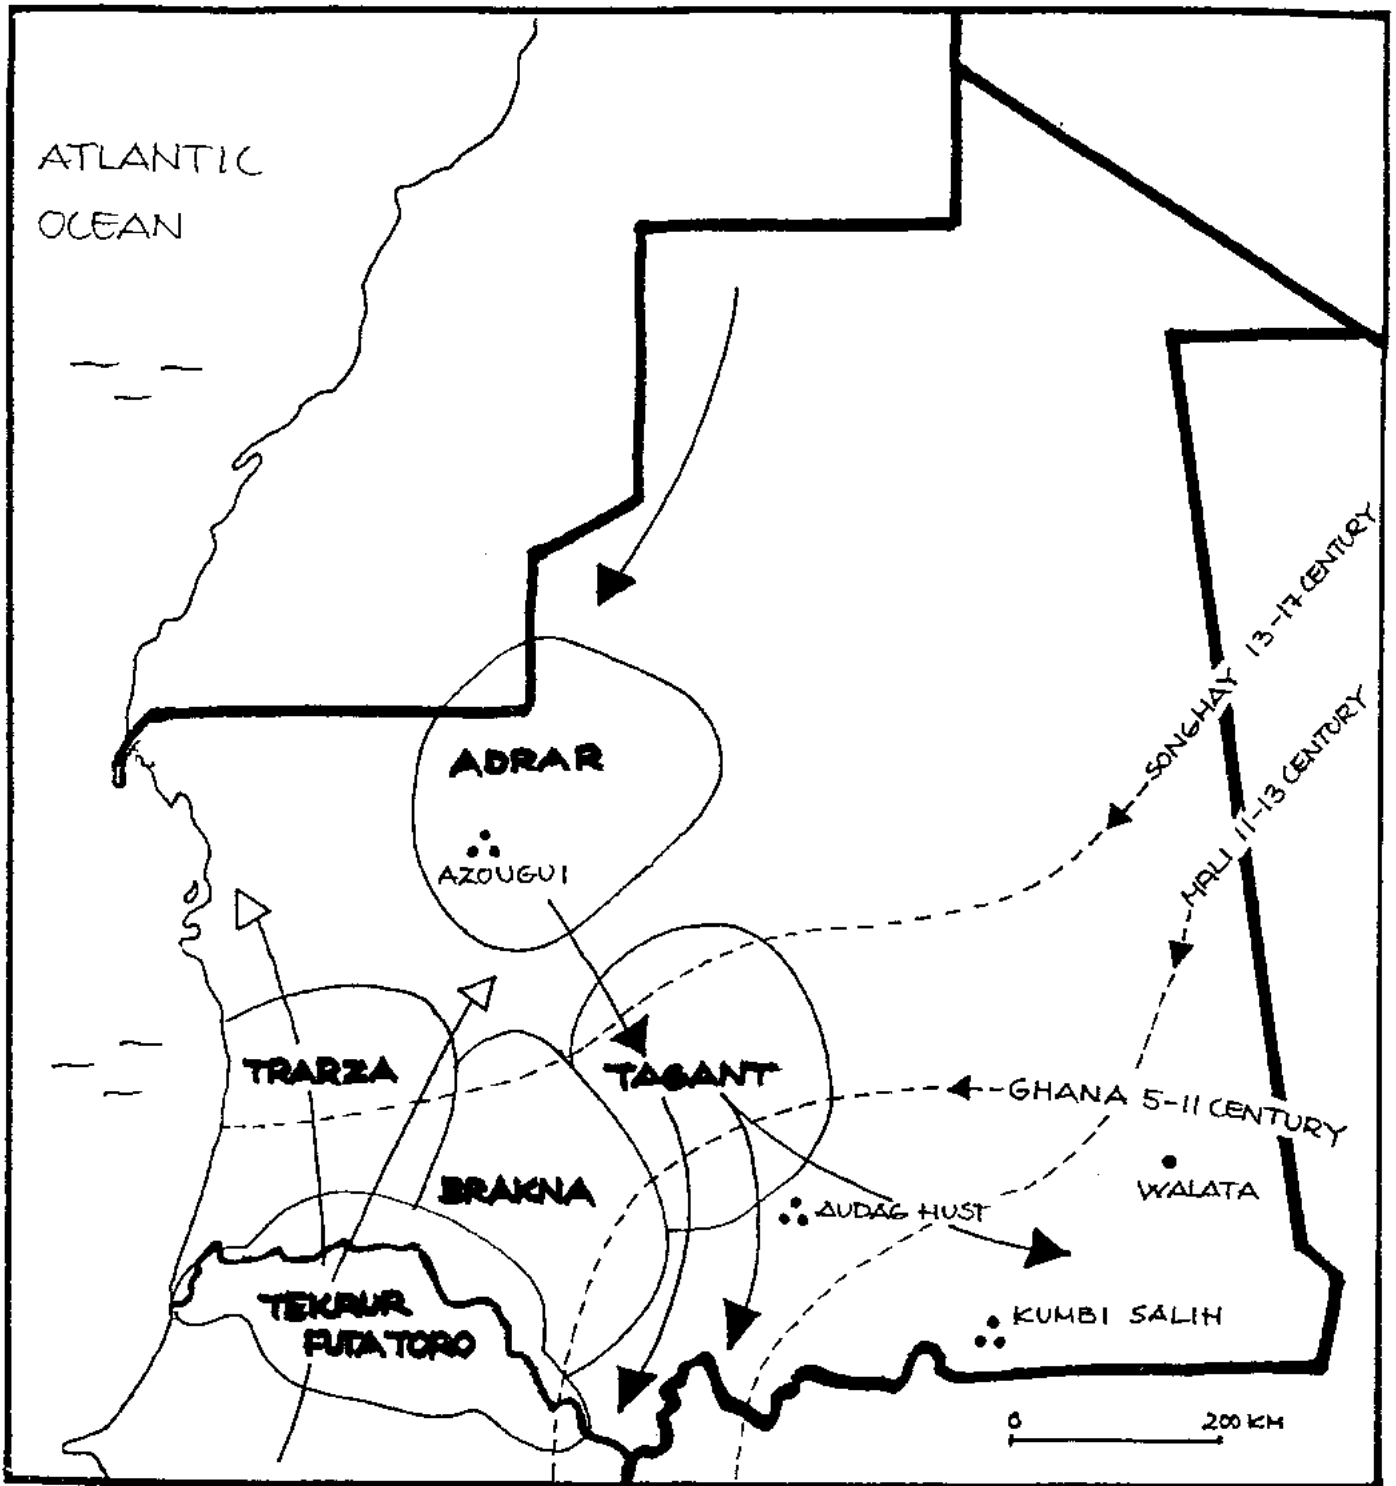 ATLANTIC
OCEAN
SONGHAY 13-17 CENTURY
MALI 11-13 CENTURY
ADRAR
AZOUGUI
TRARZA
TAGANT
GHANA 5-11 CENTURY
BRAKNA
WALATA
AUDAG HUST
TEKRUR
FUTA TORO
KUMBI SALIH
0 200 KM